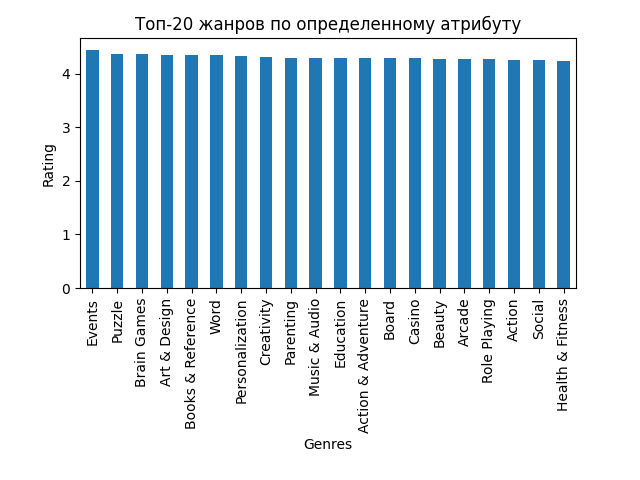 Топ-20 жанров по определенному атрибуту
Rating
4
3
2
1
0
Events
Puzzle
Brain Games
Art & Design
Books & Reference
Word
Personalization
Creativity
Parenting
Music & Audio
Education
Action & Adventure
Board
Casino
Beauty
Arcade
Role Playing
Action
Social
Health & Fitness
Genres